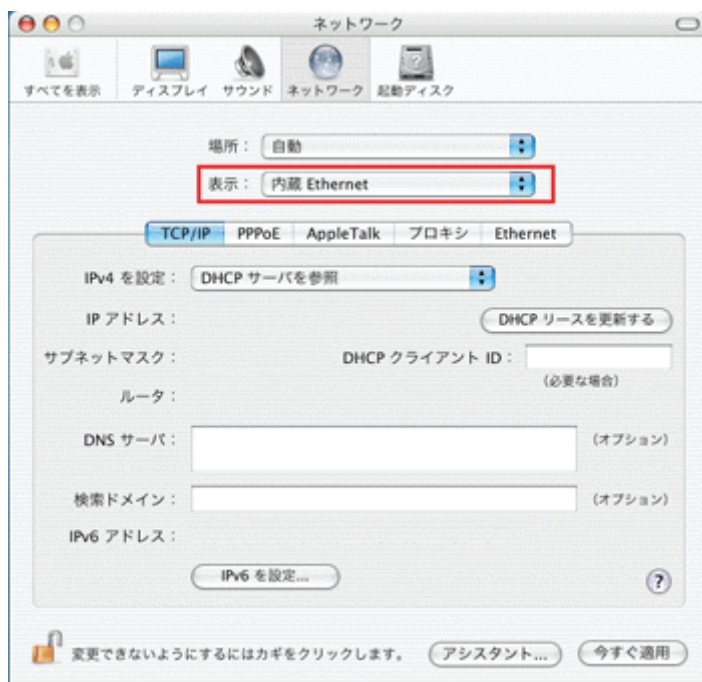 ネットワーク
すべてを表示 ディスプレイ サウンド ネットワーク 起動ディスク
場所： 自動
表示： 内蔵 Ethernet
TCP/IP PPPoE AppleTalk プロキシ Ethernet
IPv4 を設定： DHCP サーバを参照
IP アドレス： DHCP リースを更新する
サブネットマスク： DHCP クライアント ID：
(必要な場合)
ルータ：
DNS サーバ： (オプション)
検索ドメイン： (オプション)
IPv6 アドレス：
IPv6 を設定...
?
変更できないようにするにはカギをクリックします。 アシスタント... 今すぐ適用